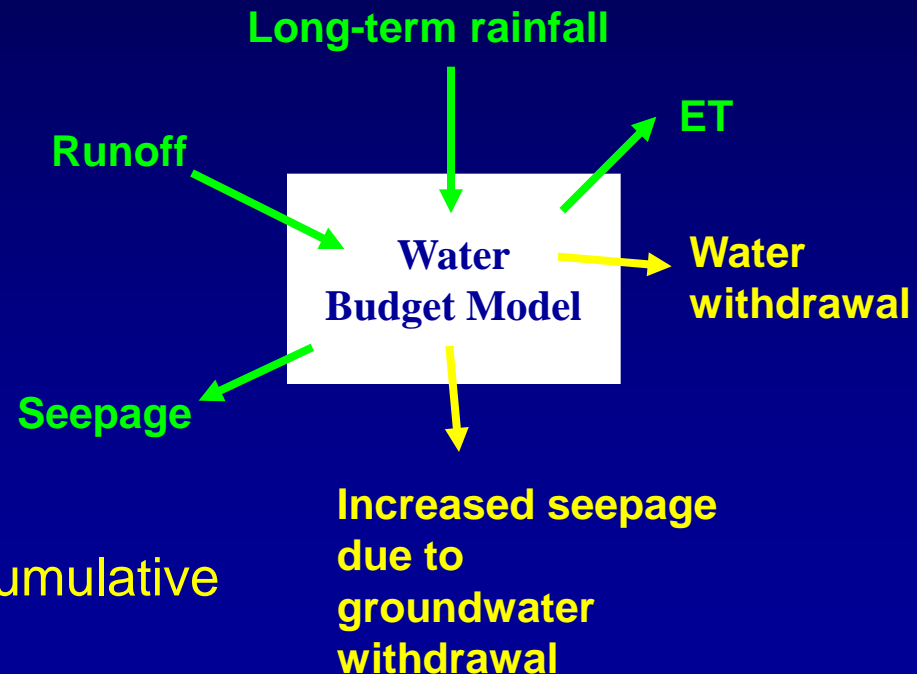 Long-term rainfall
ET
Runoff
Water
Budget Model
Water
withdrawal
Seepage
Increased seepage
due to
groundwater
withdrawal
umulative